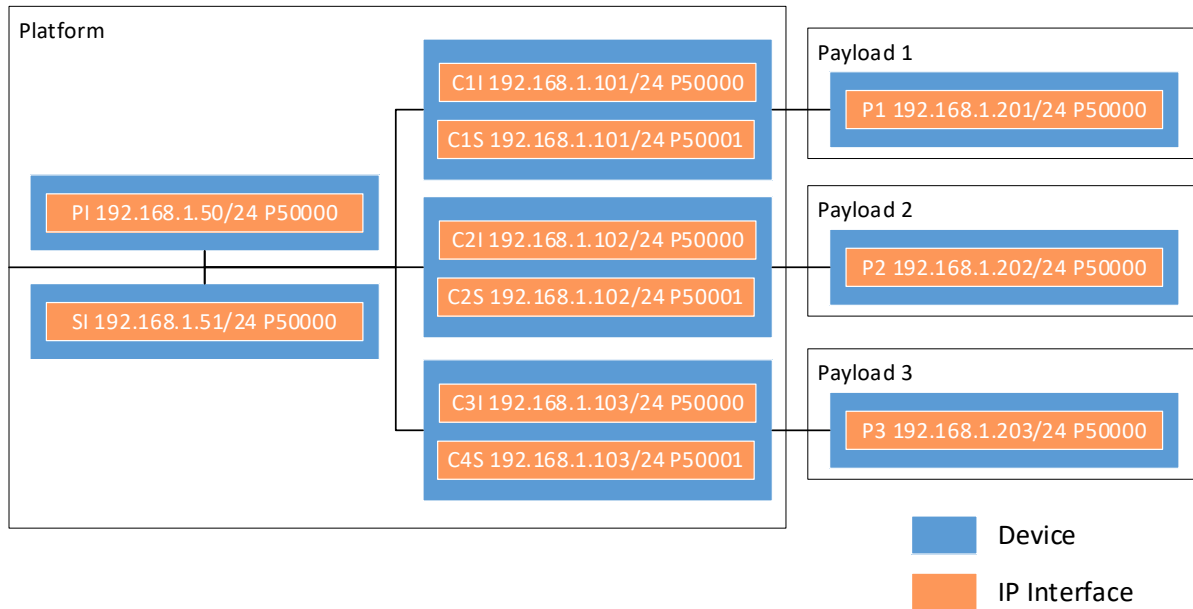 Platform
PI 192.168.1.50/24 P50000
SI 192.168.1.51/24 P50000
C1I 192.168.1.101/24 P50000
C1S 192.168.1.101/24 P50001
C2I 192.168.1.102/24 P50000
C2S 192.168.1.102/24 P50001
C3I 192.168.1.103/24 P50000
C4S 192.168.1.103/24 P50001
Payload 1
P1 192.168.1.201/24 P50000
Payload 2
P2 192.168.1.202/24 P50000
Payload 3
P3 192.168.1.203/24 P50000
Device
IP Interface